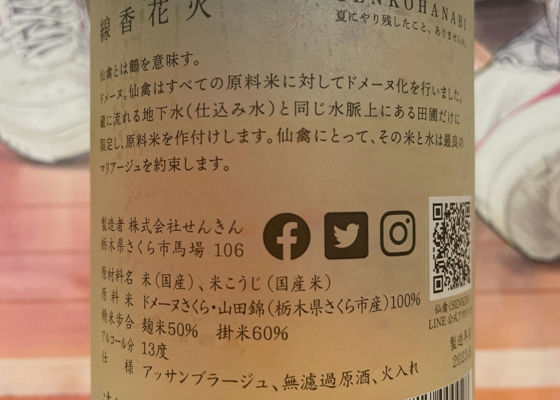 線香花火
SENKOHANABI
夏にやり残したこと、ありませんか。
仙禽とは鶴を意味す。
ドメーヌ。仙禽はすべての原料米に対してドメーヌ化を行いました。
蔵に流れる地下水(仕込み水)と同じ水脈上にある田圃だけに
限定し、原料米を作付けします。仙禽にとって、その米と水は最良の
マリアージュを約束します。
製造者 株式会社せんきん
栃木県さくら市馬場 106
原材料名 米(国産)、米こうじ(国産米)
原料米 ドメーヌさくら・山田錦(栃木県さくら市産)100%
精米歩合 麹米50% 掛米60%
アルコール分 13度
仕様 アッサンブラージュ、無濾過原酒、火入れ
仙禽(SENKIN)
LINE公式アカウント
製造年月